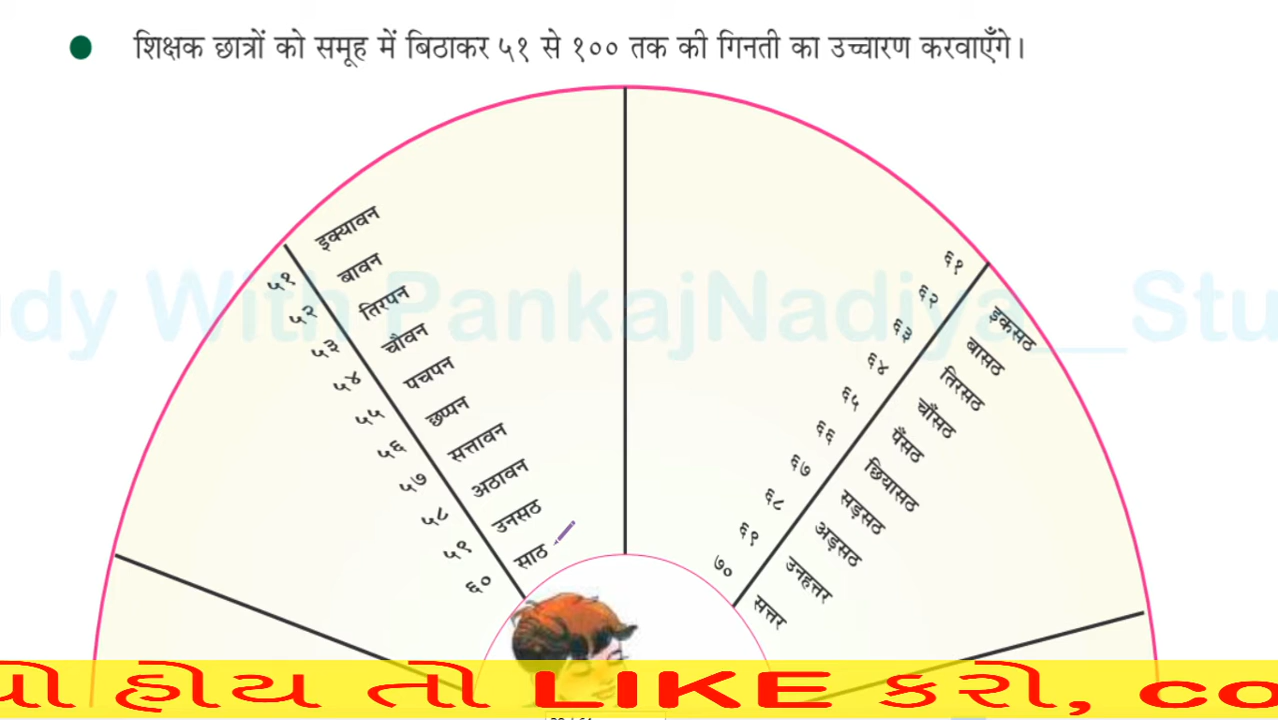 शिक्षक छात्रों को समूह में बिठाकर ५१ से १०० तक की गिनती का उच्चारण करवाएँगे।
५१ इक्यावन
५२ बावन
५३ तिरपन
५४ चौवन
५५ पचपन
५६ छप्पन
५७ सत्तावन
५८ अठावन
५९ उनसठ
६० साठ
६१ इकसठ
६२ बासठ
६३ तिरसठ
६४ चौंसठ
६५ पैंसठ
६६ छियासठ
६७ सड़सठ
६८ अड़सठ
६९ उनहत्तर
७० सत्तर
dy With PankajNadiya__Stu
યો હોય તો LIKE કરો, co